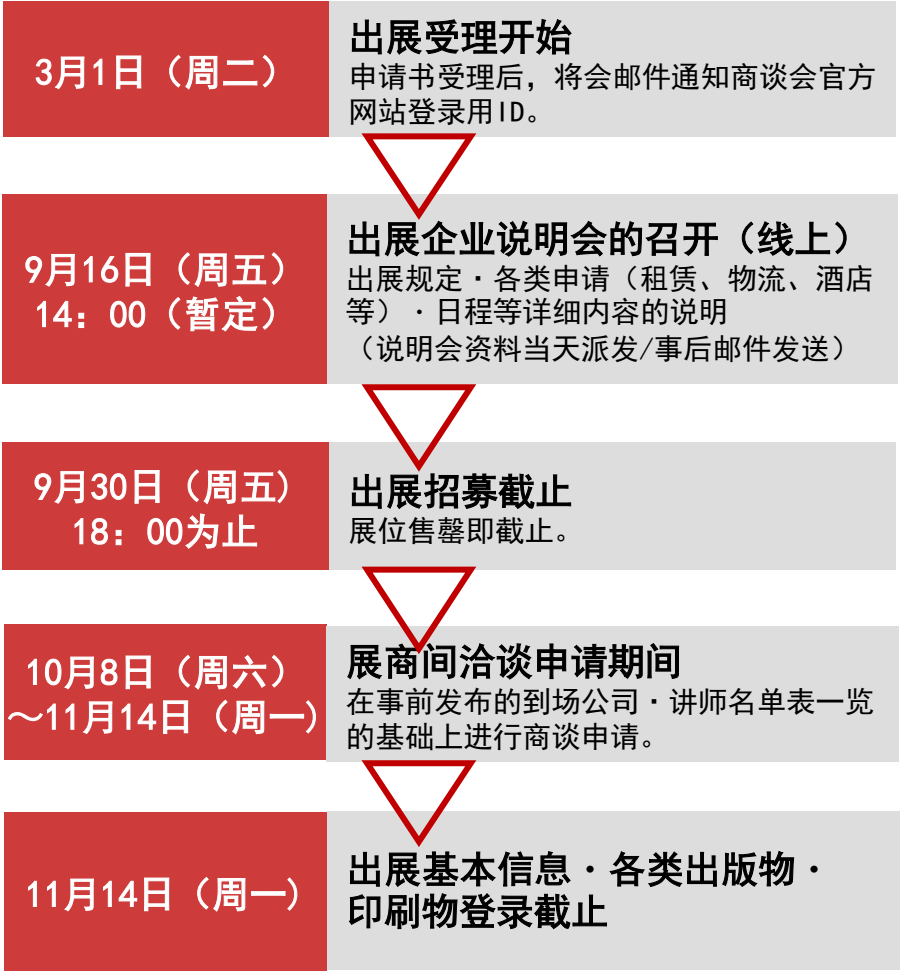 3月1日（周二）
出展受理开始
申请书受理后，将会邮件通知商谈会官方
网站登录用ID。
9月16日（周五）
14：00（暂定）
出展企业说明会的召开（线上）
出展规定・各类申请（租赁、物流、酒店
等）・日程等详细内容的说明
（说明会资料当天派发/事后邮件发送）
9月30日（周五)
18：00为止
出展招募截止
展位售罄即截止。
10月8日（周六）
～11月14日（周一)
展商间洽谈申请期间
在事前发布的到场公司・讲师名单表一览
的基础上进行商谈申请。
11月14日（周一)
出展基本信息・各类出版物・
印刷物登录截止